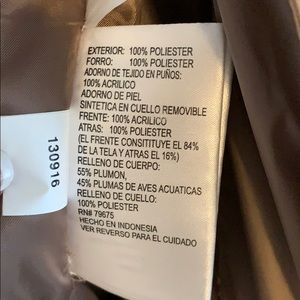 EXTERIOR: 100% POLIESTER
FORRO: 100% POLIESTER
ADORNO DE TEJIDO EN PUÑOS:
100% ACRILICO
ADORNO DE PIEL
SINTETICA EN CUELLO REMOVIBLE
FRENTE: 100% ACRILICO
ATRAS: 100% POLIESTER
(EL FRENTE CONSTITUYE EL 84%
DE LA TELA Y ATRAS EL 16%)
RELLENO DE CUERPO:
55% PLUMON,
45% PLUMAS DE AVES ACUATICAS
RELLENO DE CUELLO:
100% POLIESTER
RN# 79675
HECHO EN INDONESIA
VER REVERSO PARA EL CUIDADO
130916